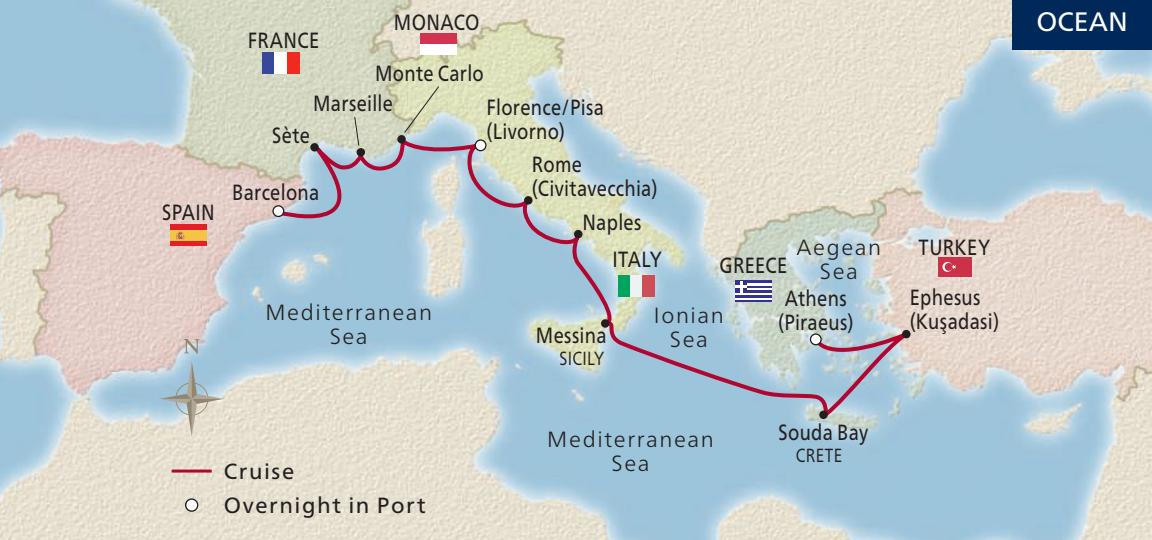 OCEAN
MONACO
FRANCE
Monte Carlo
Marseille
Florence/Pisa
(Livorno)
Sète
Rome
(Civitavecchia)
Barcelona
SPAIN
Naples
ITALY
Aegean
Sea
TURKEY
GREECE
Athens
(Piraeus)
Ephesus
(Kuşadasi)
Mediterranean
Sea
Ionian
Sea
Messina
SICILY
N
Souda Bay
CRETE
Mediterranean
Sea
Cruise
Overnight in Port